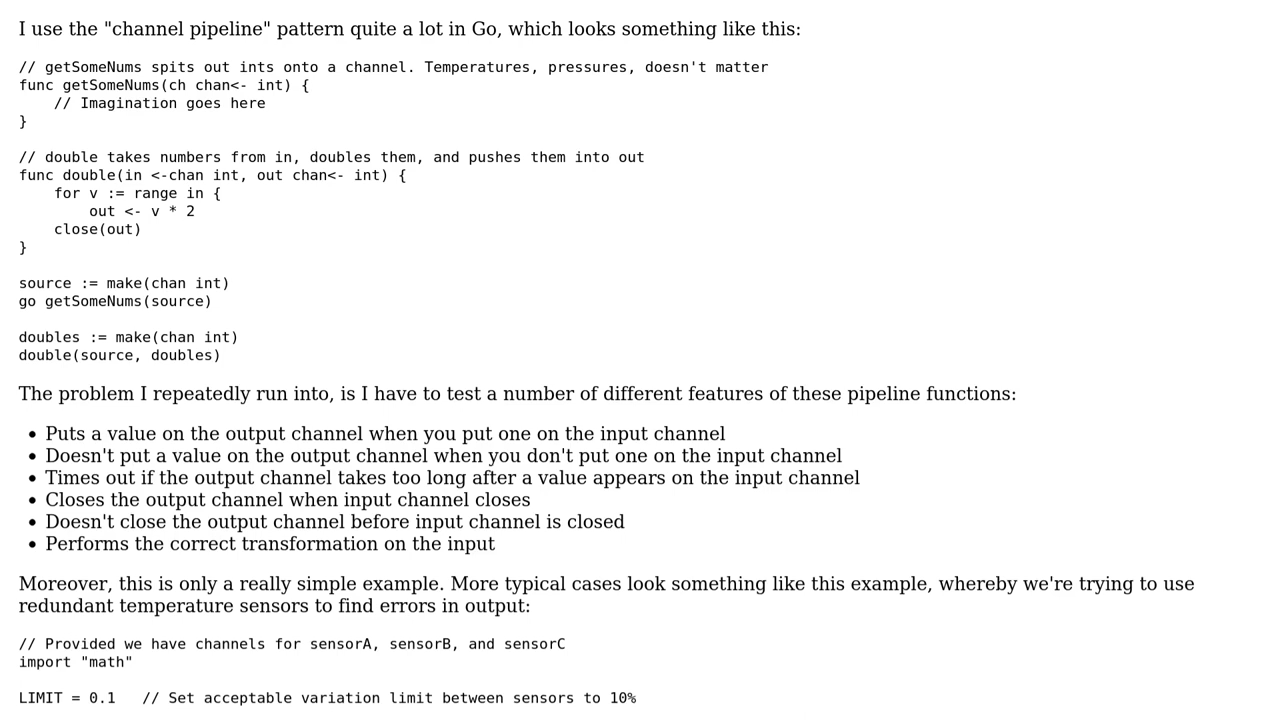 I use the "channel pipeline" pattern quite a lot in Go, which looks something like this:
// getSomeNums spits out ints onto a channel. Temperatures, pressures, doesn't matter
func getSomeNums(ch chan<- int) {
    // Imagination goes here
}
// double takes numbers from in, doubles them, and pushes them into out
func double(in <-chan int, out chan<- int) {
    for v := range in {
        out <- v * 2
    close(out)
}
source := make(chan int)
go getSomeNums(source)
doubles := make(chan int)
double(source, doubles)
The problem I repeatedly run into, is I have to test a number of different features of these pipeline functions:
• Puts a value on the output channel when you put one on the input channel
• Doesn't put a value on the output channel when you don't put one on the input channel
• Times out if the output channel takes too long after a value appears on the input channel
• Closes the output channel when input channel closes
• Doesn't close the output channel before input channel is closed
• Performs the correct transformation on the input
Moreover, this is only a really simple example. More typical cases look something like this example, whereby we're trying to use
redundant temperature sensors to find errors in output:
// Provided we have channels for sensorA, sensorB, and sensorC
import "math"
LIMIT = 0.1   // Set acceptable variation limit between sensors to 10%